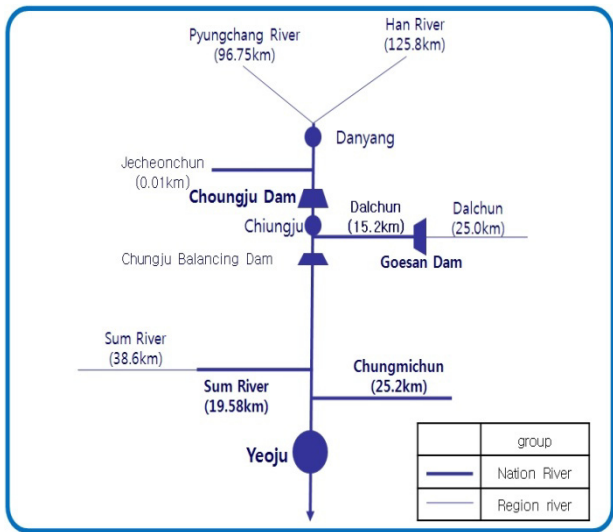 Pyungchang River
(96.75km)
Han River
(125.8km)
Danyang
Jecheonchun
(0.01km)
Choungju Dam
Chiungju
Dalchun
(15.2km)
Dalchun
(25.0km)
Goesan Dam
Chungju Balancing Dam
Sum River
(38.6km)
Sum River
(19.58km)
Chungmichun
(25.2km)
Yeoju
group
Nation River
Region river